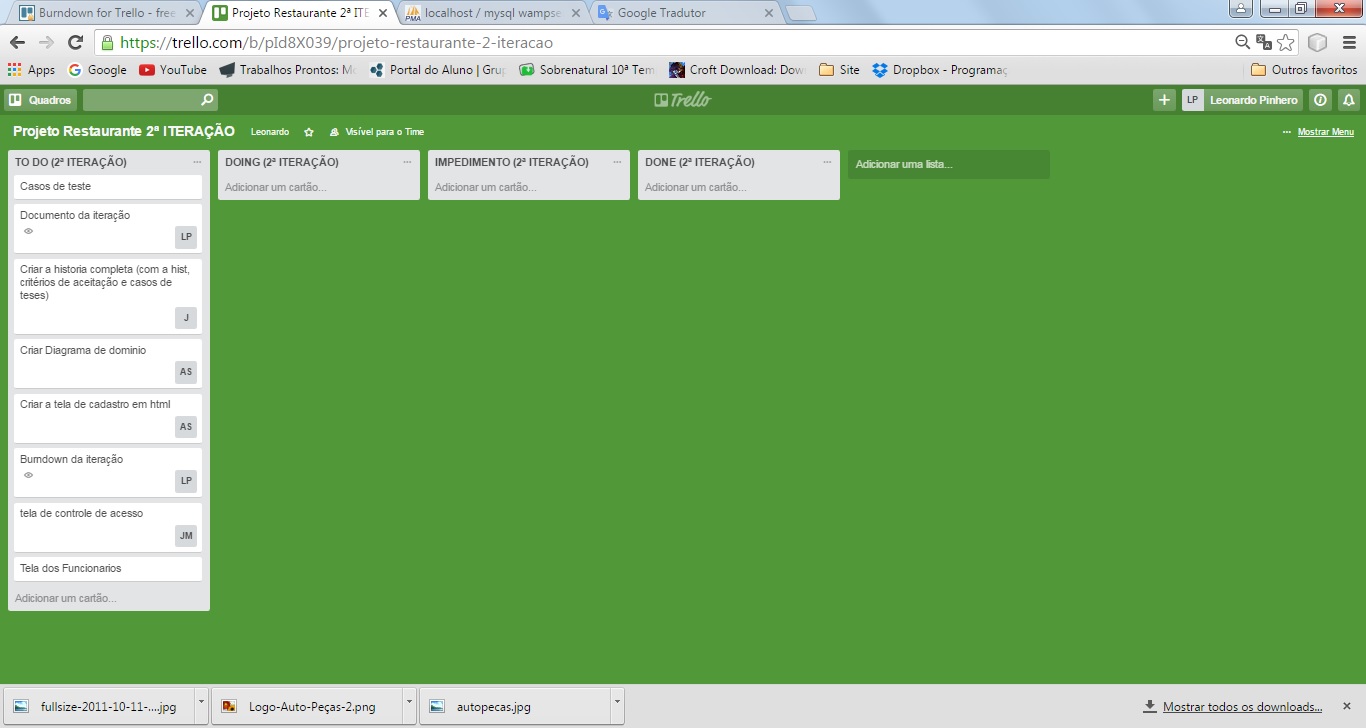 Burndown for Trello - free
Projeto Restaurante 2ª ITE
localhost / mysql wampse
Google Tradutor
https://trello.com/b/pId8X039/projeto-restaurante-2-iteracao
Apps
Google
YouTube
Trabalhos Prontos: Mo
Portal do Aluno | Grup
Sobrenatural 10ª Tem
Croft Download: Dow
Site
Dropbox - Programaç
Outros favoritos
Quadros
Trello
LP
Leonardo Pinhero
Projeto Restaurante 2ª ITERAÇÃO
Leonardo
Visível para o Time
Mostrar Menu
TO DO (2ª ITERAÇÃO)
Casos de teste
Documento da iteração
LP
Criar a historia completa (com a hist,
critérios de aceitação e casos de
teses)
J
Criar Diagrama de dominio
AS
Criar a tela de cadastro em html
AS
Burndown da iteração
LP
tela de controle de acesso
JM
Tela dos Funcionarios
Adicionar um cartão...
DOING (2ª ITERAÇÃO)
Adicionar um cartão...
IMPEDIMENTO (2ª ITERAÇÃO)
Adicionar um cartão...
DONE (2ª ITERAÇÃO)
Adicionar um cartão...
Adicionar uma lista...
fullsize-2011-10-11-....jpg
Logo-Auto-Peças-2.png
autopecas.jpg
Mostrar todos os downloads...